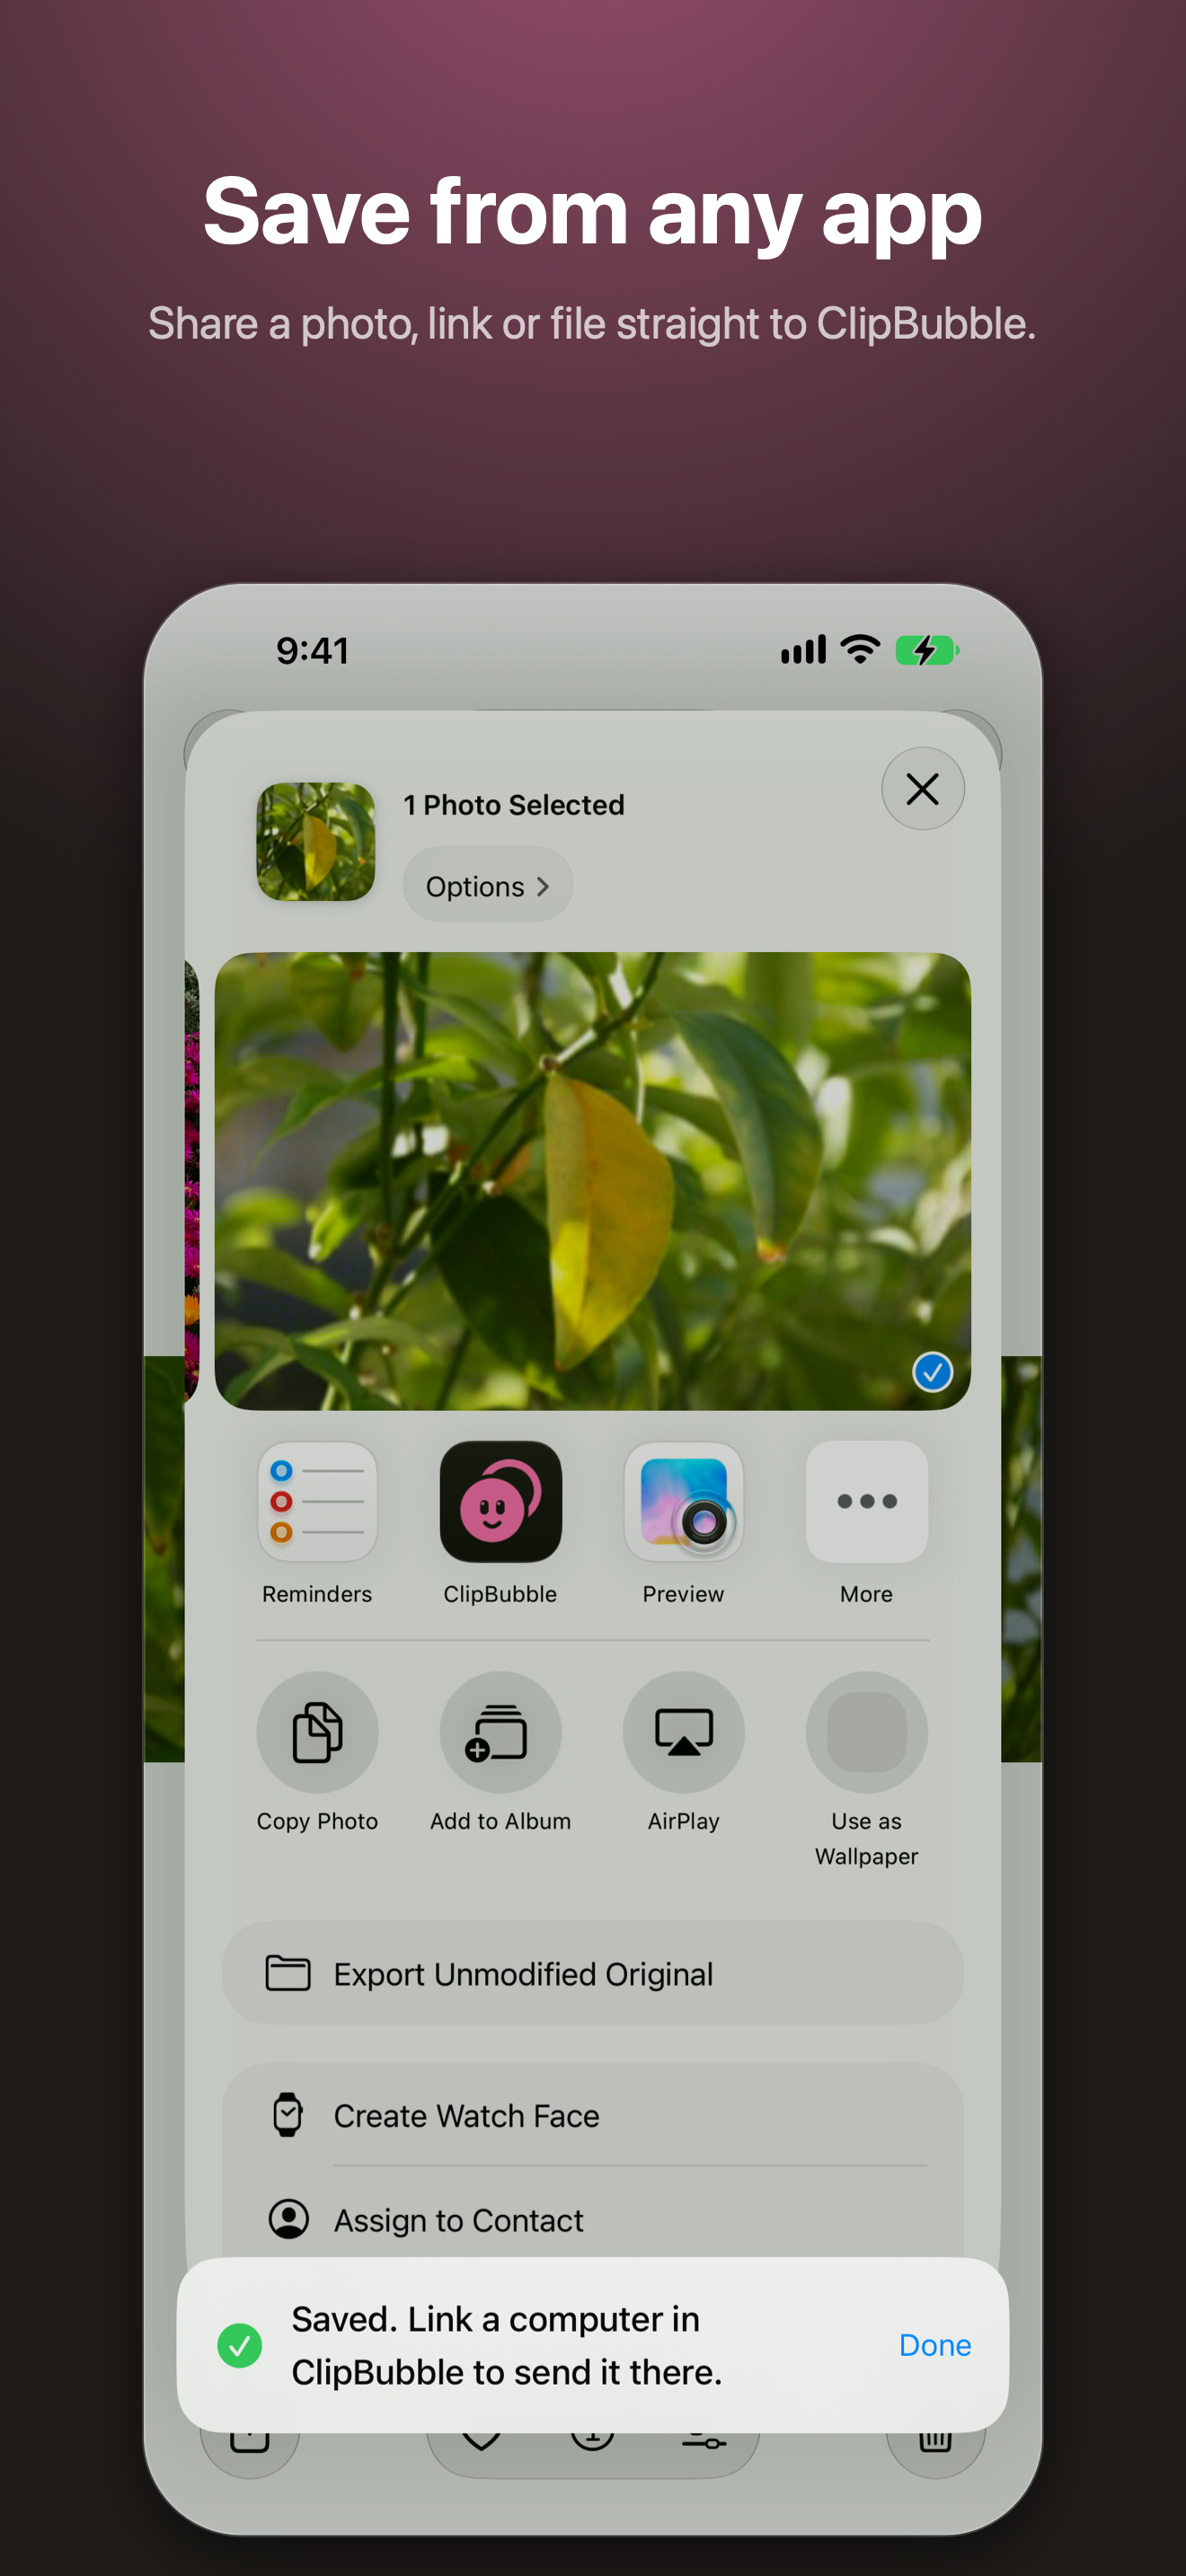 Save from any app
Share a photo, link or file straight to ClipBubble.
9:41
1 Photo Selected
Options
Reminders
ClipBubble
Preview
More
Copy Photo
Add to Album
AirPlay
Use as
Wallpaper
Export Unmodified Original
Create Watch Face
Assign to Contact
Saved. Link a computer in
ClipBubble to send it there.
Done